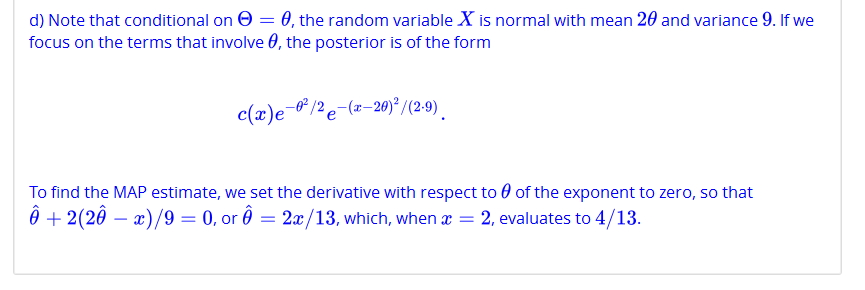 d) Note that conditional on Θ = θ, the random variable X is normal with mean 2θ and variance 9. If we
focus on the terms that involve θ, the posterior is of the form
c(x)e^{−θ²/2}e^{−(x−2θ)²/(2·9)}.
To find the MAP estimate, we set the derivative with respect to θ of the exponent to zero, so that
θ̂ + 2(2θ̂ − x)/9 = 0, or θ̂ = 2x/13, which, when x = 2, evaluates to 4/13.